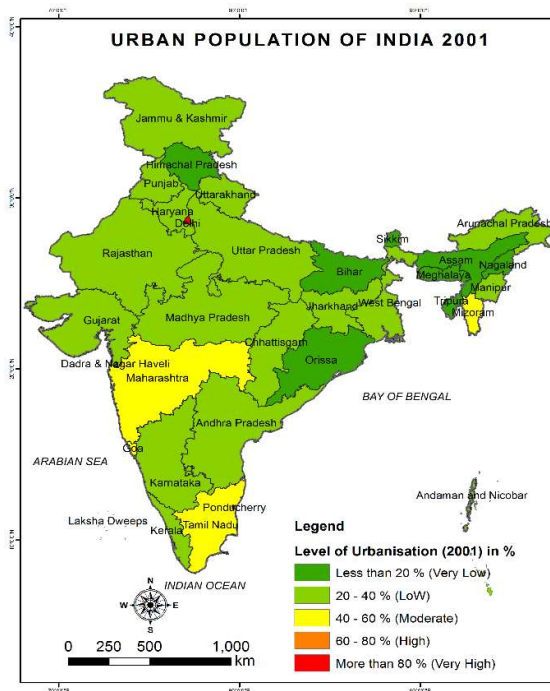 URBAN POPULATION OF INDIA 2001
Jammu & Kashmir
Himachal Pradesh
Punjab
Uttarakhand
Haryana
Delhi
Arunachal Pradesh
Sikkim
Rajasthan
Uttar Pradesh
Assam
Nagaland
Bihar
Meghalaya
Manipur
Tripura
Mizoram
Gujarat
Madhya Pradesh
Jharkhand
West Bengal
Chhattisgarh
Dadra & Nagar Haveli
Maharashtra
Orissa
BAY OF BENGAL
Andhra Pradesh
Goa
ARABIAN SEA
Karnataka
Andaman and Nicobar
Ponducherry
Laksha Dweeps
Kerala
Tamil Nadu
INDIAN OCEAN
N
W
E
S
0 250 500 1,000
km
Legend
Level of Urbanisation (2001) in %
Less than 20 % (Very Low)
20 - 40 % (LoW)
40 - 60 % (Moderate)
60 - 80 % (High)
More than 80 % (Very High)